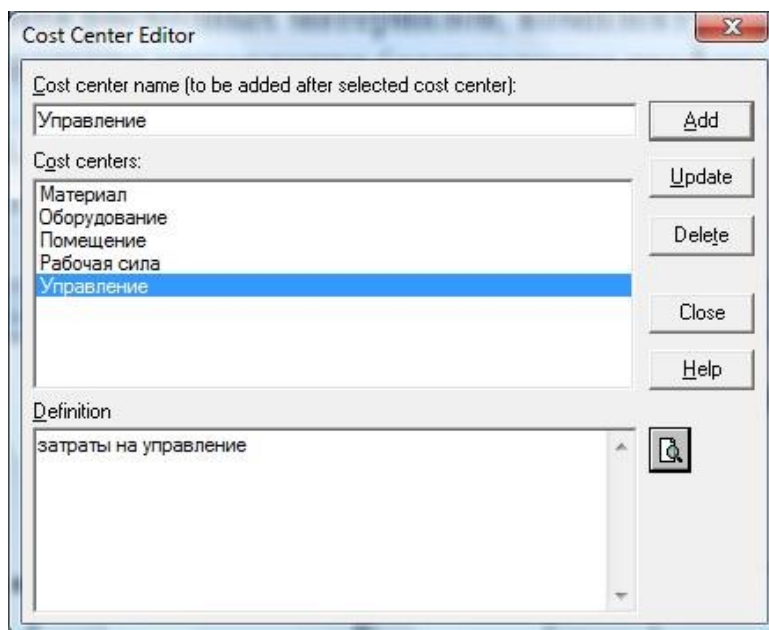 Cost Center Editor
Cost center name (to be added after selected cost center):
Управление
Add
Cost centers:
Update
Материал
Оборудование
Помещение
Рабочая сила
Управление
Delete
Close
Help
Definition
затраты на управление